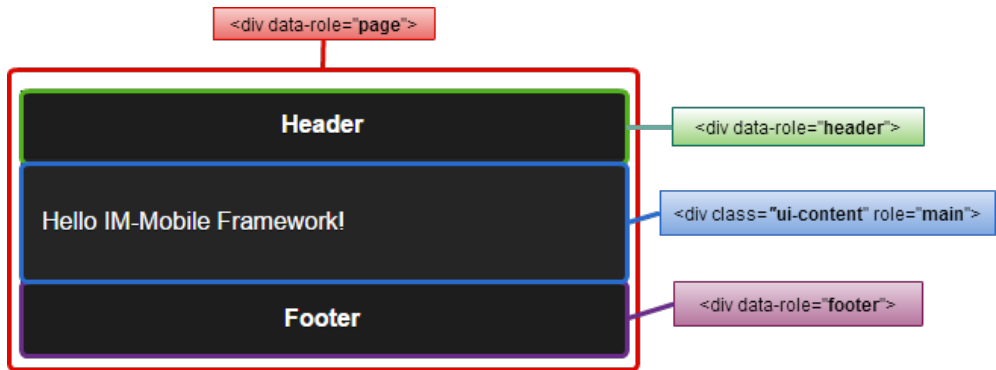 <div data-role="page">
Header
<div data-role="header">
Hello IM-Mobile Framework!
<div class="ui-content" role="main">
Footer
<div data-role="footer">